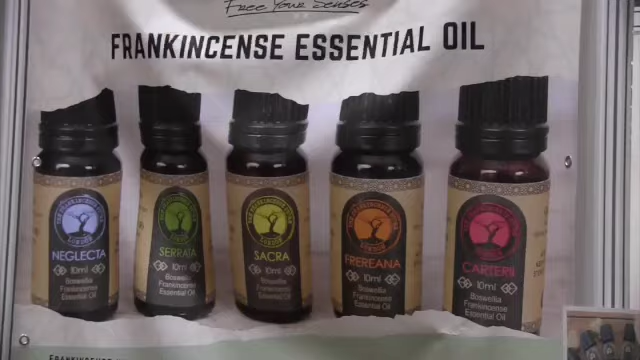 Free Your Senses
FRANKINCENSE ESSENTIAL OIL
NEGLECTA
10ml
Boswellia
Frankincense
Essential Oil
SERRATA
10ml
Boswellia
Frankincense
Essential Oil
SACRA
10ml
Boswellia
Frankincense
Essential Oil
FREREANA
10ml
Boswellia
Frankincense
Essential Oil
CARTERII
10ml
Boswellia
Frankincense
Essential Oil
FRANKINCENSE